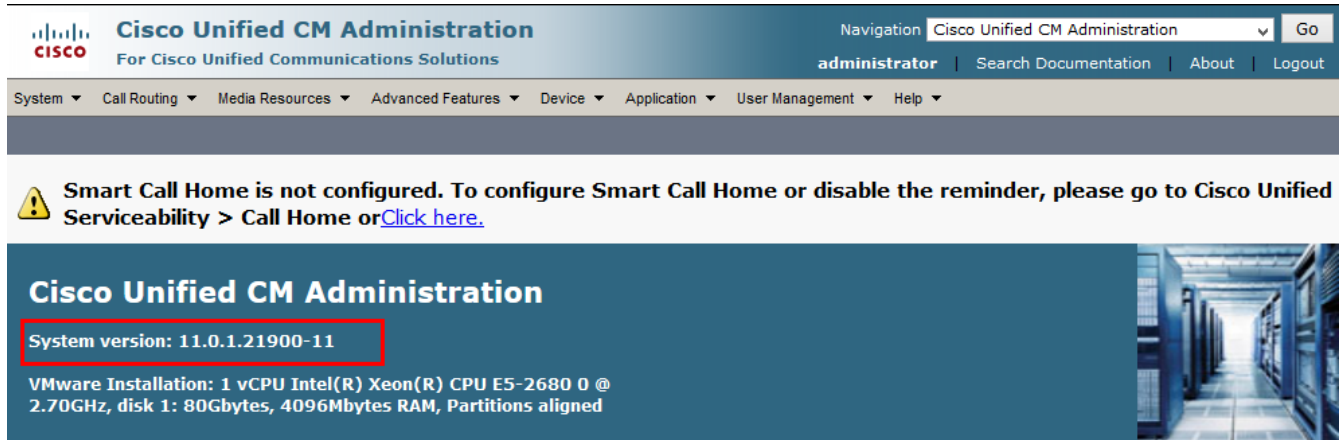 Cisco Unified CM Administration
For Cisco Unified Communications Solutions
CISCO
Navigation Cisco Unified CM Administration Go
administrator | Search Documentation | About | Logout
System Call Routing Media Resources Advanced Features Device Application User Management Help
Smart Call Home is not configured. To configure Smart Call Home or disable the reminder, please go to Cisco Unified
Serviceability > Call Home orClick here.
Cisco Unified CM Administration
System version: 11.0.1.21900-11
VMware Installation: 1 vCPU Intel(R) Xeon(R) CPU E5-2680 0 @
2.70GHz, disk 1: 80Gbytes, 4096Mbytes RAM, Partitions aligned